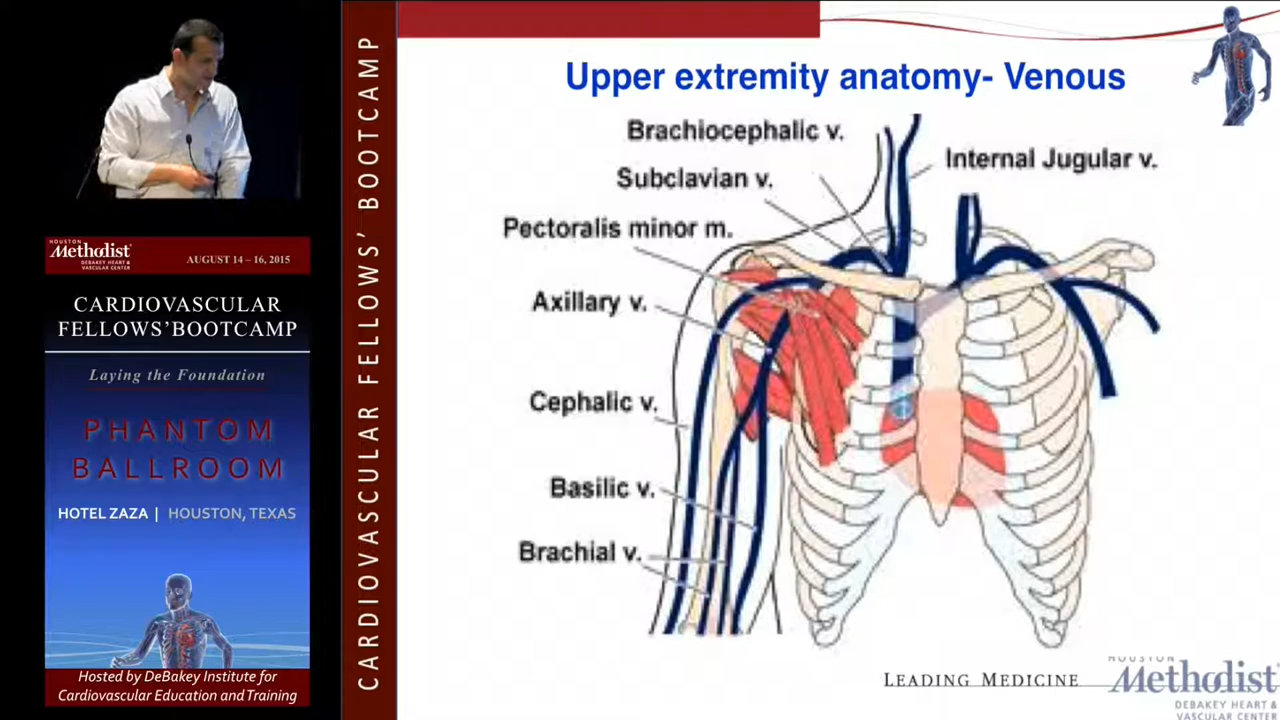 HOUSTON
Methodist
DEBAKEY HEART &
VASCULAR CENTER
AUGUST 14 – 16, 2015
CARDIOVASCULAR
FELLOWS'BOOTCAMP
Laying the Foundation
PHANTOM
BALLROOM
HOTEL ZAZA | HOUSTON, TEXAS
Hosted by DeBakey Institute for
Cardiovascular Education and Training
CARDIOVASCULAR FELLOWS' BOOTCAMP
Upper extremity anatomy- Venous
Brachiocephalic v.
Internal Jugular v.
Subclavian v.
Pectoralis minor m.
Axillary v.
Cephalic v.
Basilic v.
Brachial v.
LEADING MEDICINE
HOUSTON
Methodist
DEBAKEY HEART &
VASCULAR CENTER